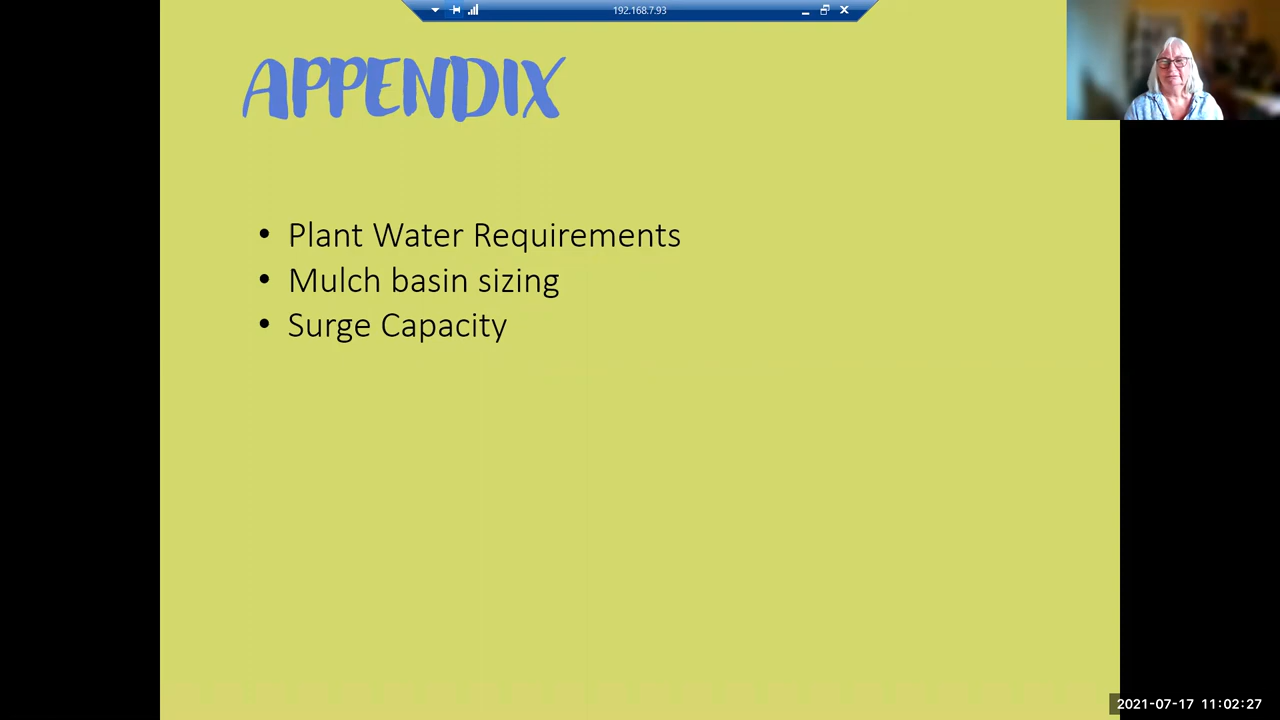 192.168.7.93
APPENDIX
• Plant Water Requirements
• Mulch basin sizing
• Surge Capacity
2021-07-17 11:02:27